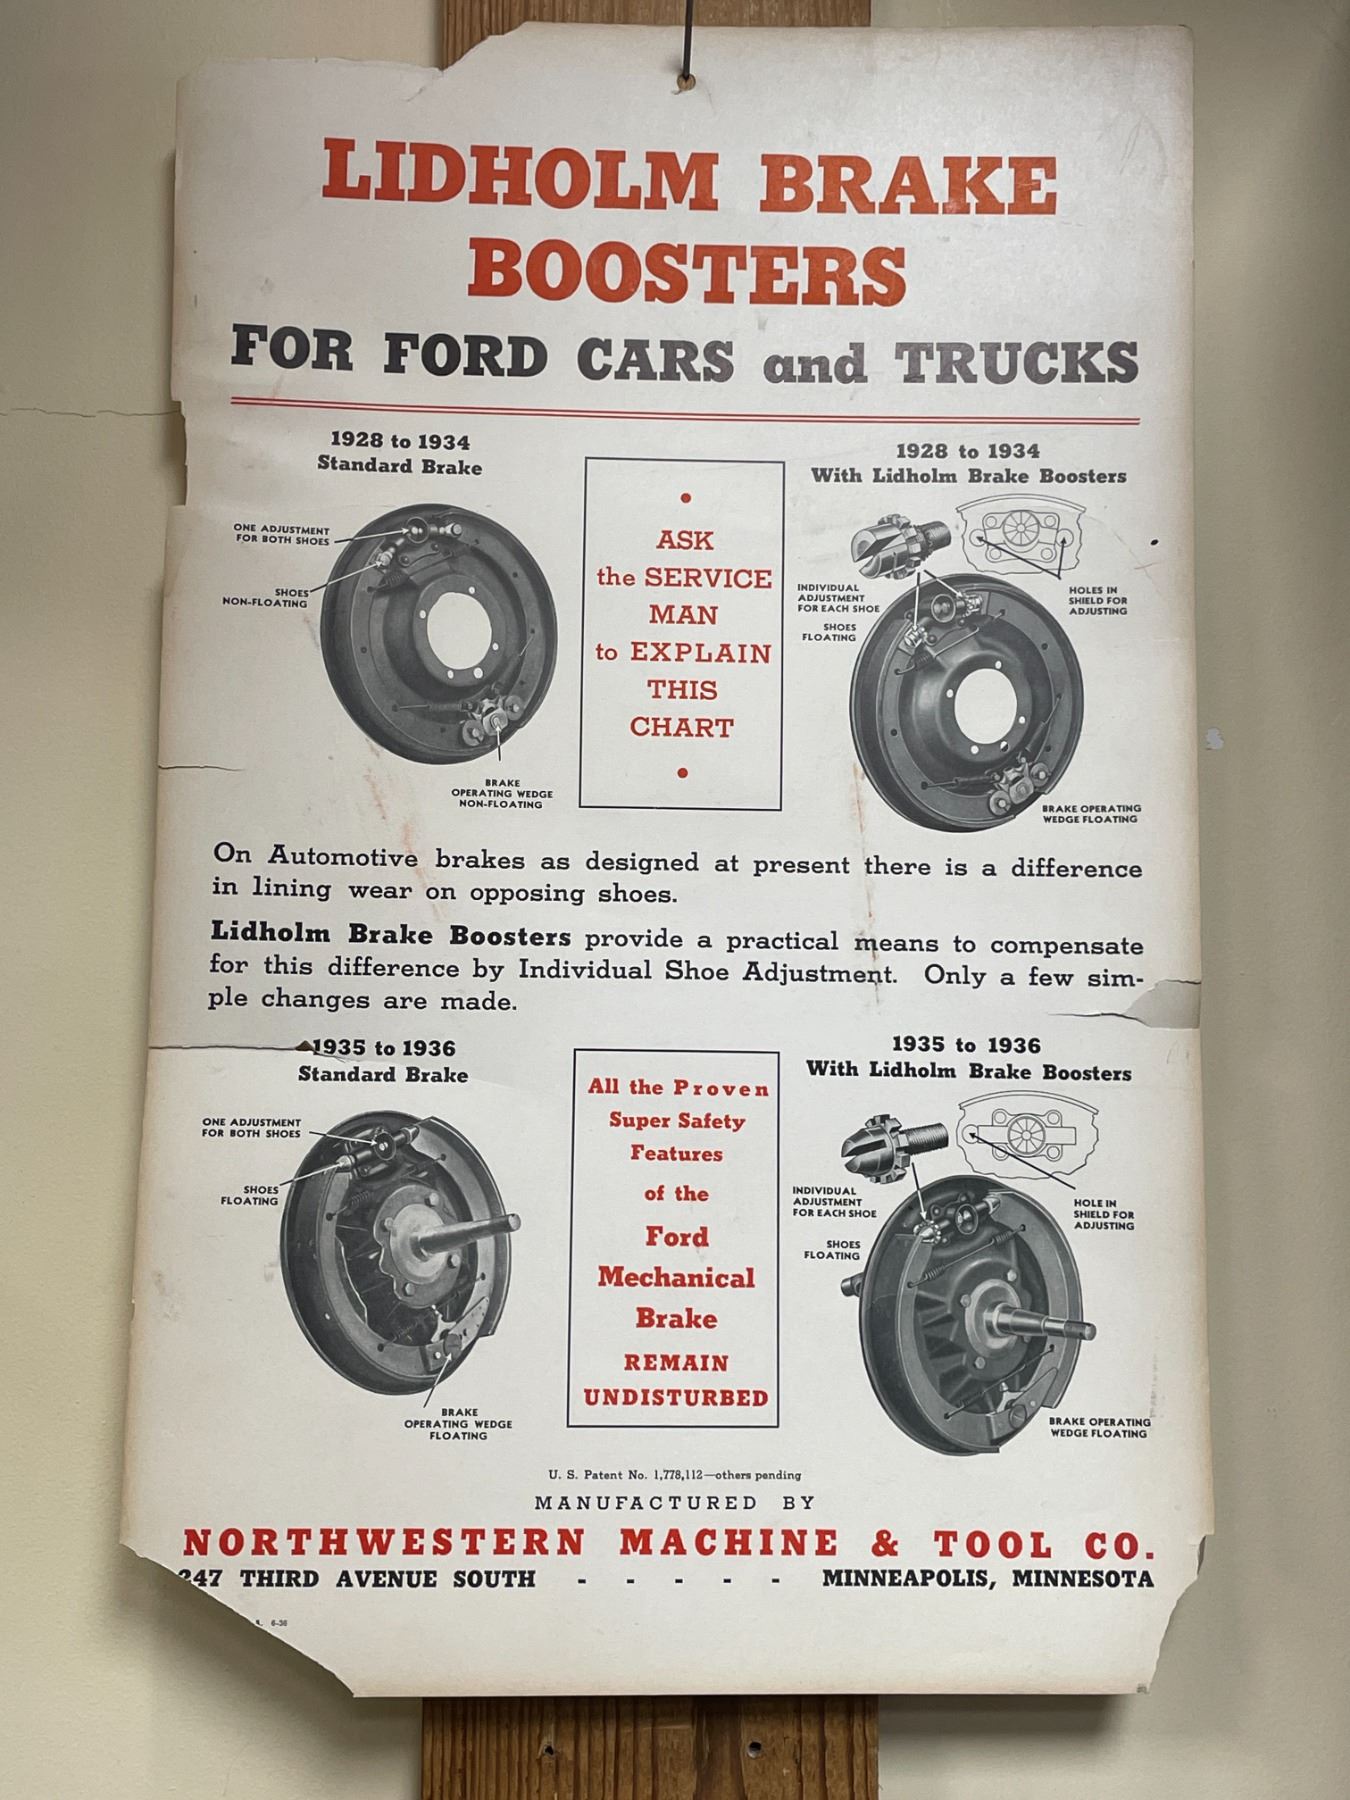 LIDHOLM BRAKE
BOOSTERS
FOR FORD CARS and TRUCKS
1928 to 1934
Standard Brake
ONE ADJUSTMENT
FOR BOTH SHOES
SHOES
NON-FLOATING
BRAKE
OPERATING WEDGE
NON-FLOATING
ASK
the SERVICE
MAN
to EXPLAIN
THIS
CHART
1928 to 1934
With Lidholm Brake Boosters
INDIVIDUAL
ADJUSTMENT
FOR EACH SHOE
SHOES
FLOATING
HOLES IN
SHIELD FOR
ADJUSTING
BRAKE OPERATING
WEDGE FLOATING
On Automotive brakes as designed at present there is a difference
in lining wear on opposing shoes.
Lidholm Brake Boosters provide a practical means to compensate
for this difference by Individual Shoe Adjustment. Only a few sim-
ple changes are made.
1935 to 1936
Standard Brake
ONE ADJUSTMENT
FOR BOTH SHOES
SHOES
FLOATING
BRAKE
OPERATING WEDGE
FLOATING
All the Proven
Super Safety
Features
of the
Ford
Mechanical
Brake
REMAIN
UNDISTURBED
1935 to 1936
With Lidholm Brake Boosters
INDIVIDUAL
ADJUSTMENT
FOR EACH SHOE
SHOES
FLOATING
HOLE IN
SHIELD FOR
ADJUSTING
BRAKE OPERATING
WEDGE FLOATING
U. S. Patent No. 1,778,112—others pending
MANUFACTURED BY
NORTHWESTERN MACHINE & TOOL CO.
247 THIRD AVENUE SOUTH - - - - - MINNEAPOLIS, MINNESOTA
6-36